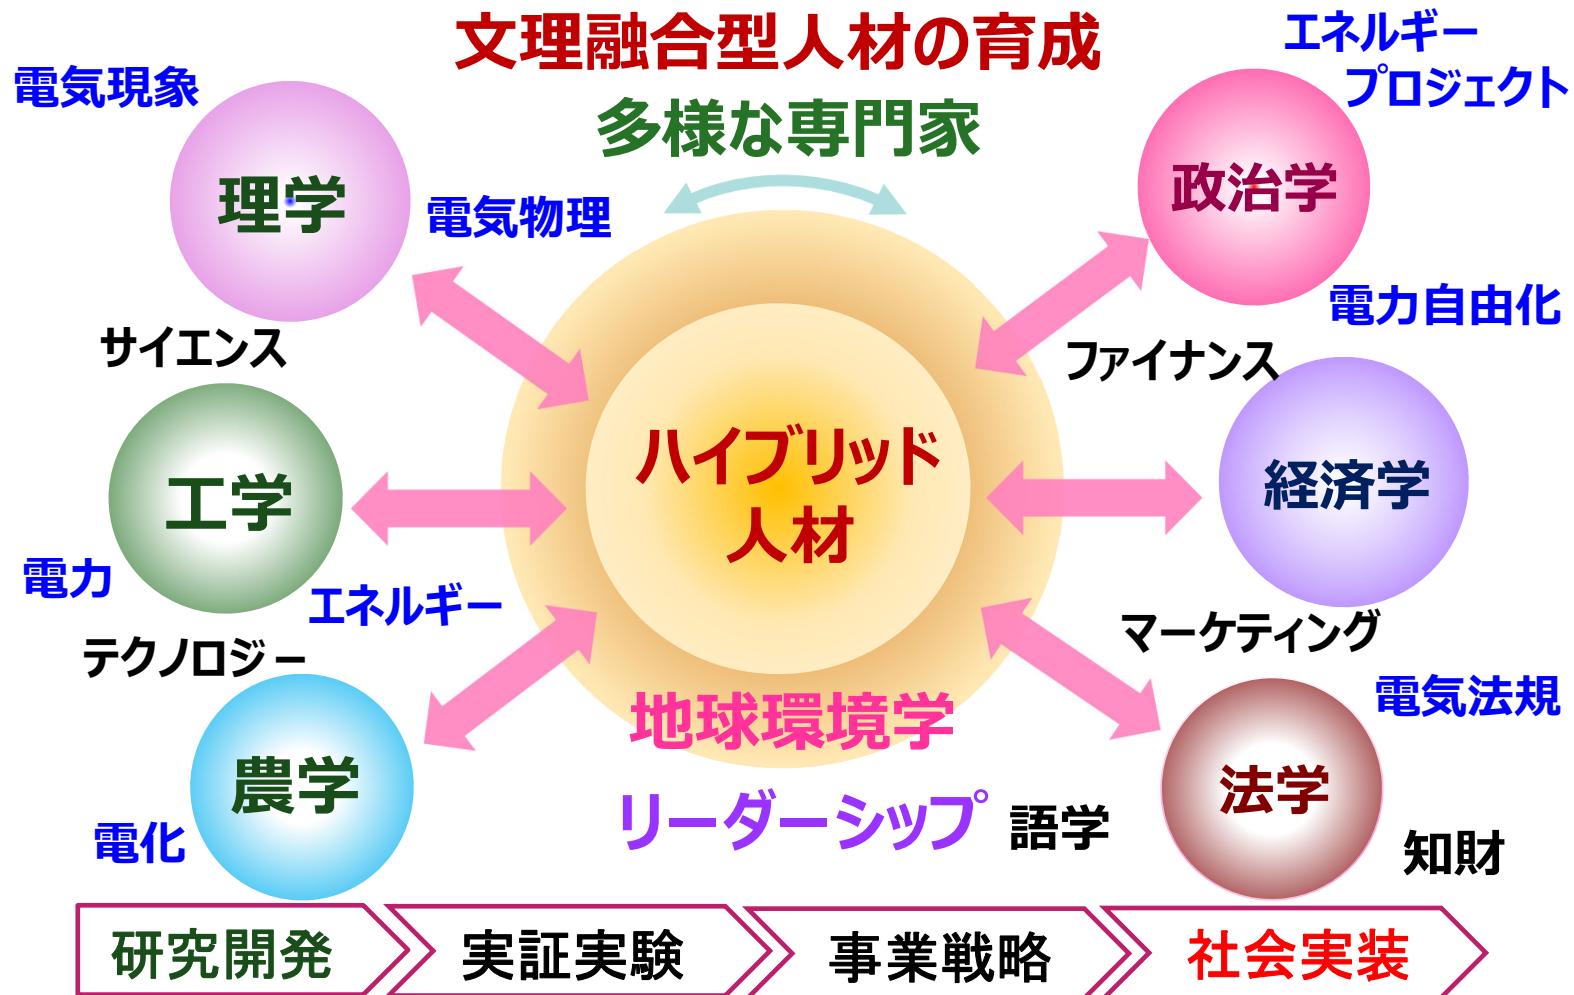 文理融合型人材の育成
多様な専門家
エネルギー
プロジェクト
電気現象
理学
電気物理
政治学
電力自由化
サイエンス
ファイナンス
工学
ハイブリッド
人材
経済学
電力
エネルギー
テクノロジー
マーケティング
地球環境学
電気法規
農学
電化
リーダーシップ
語学
法学
知財
研究開発
実証実験
事業戦略
社会実装